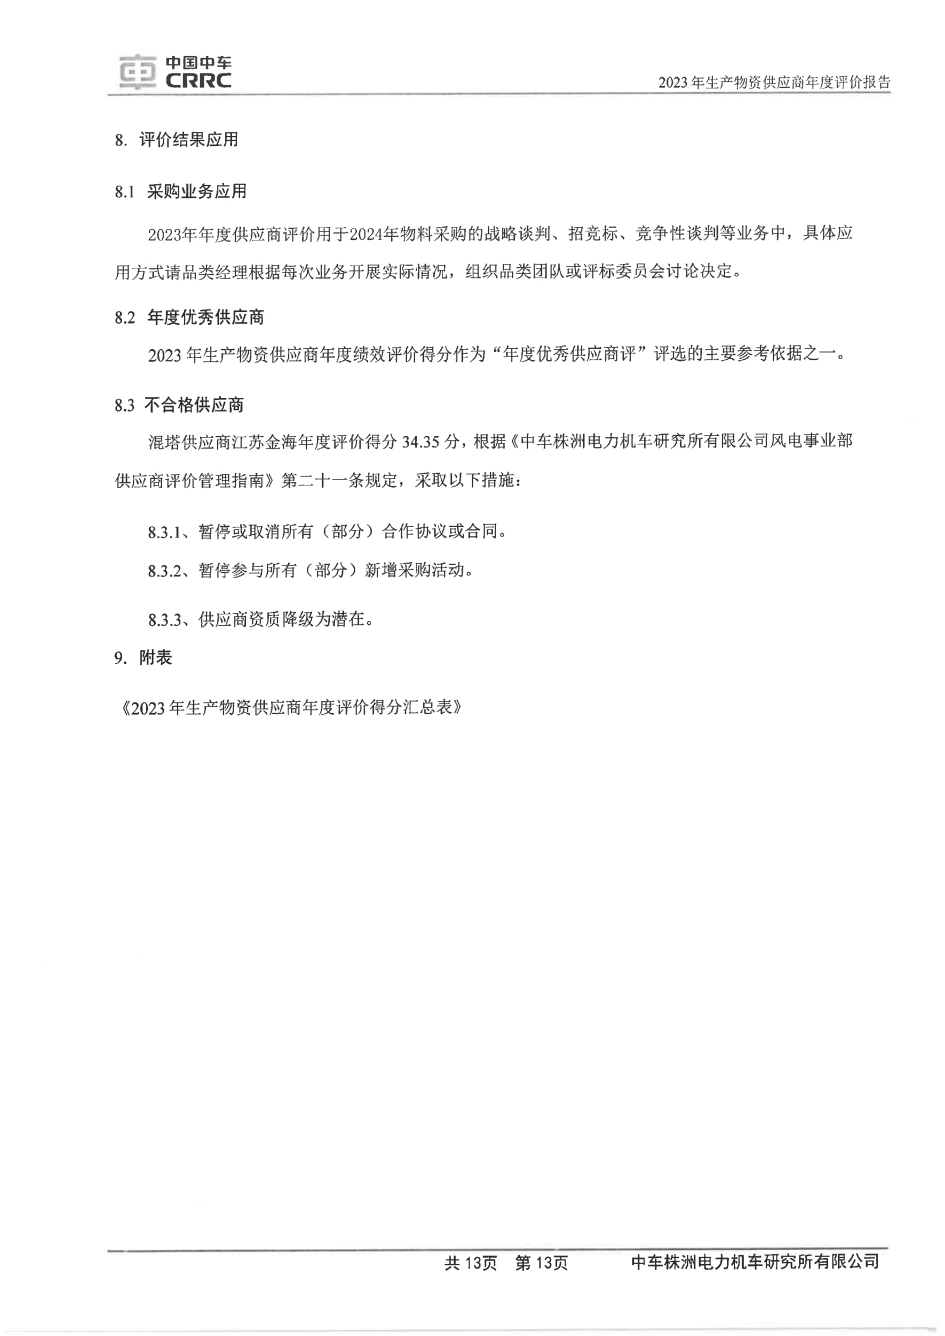 中国中车
CRRC
2023 年生产物资供应商年度评价报告
8. 评价结果应用
8.1 采购业务应用
2023年年度供应商评价用于2024年物料采购的战略谈判、招竞标、竞争性谈判等业务中，具体应
用方式请品类经理根据每次业务开展实际情况，组织品类团队或评标委员会讨论决定。
8.2 年度优秀供应商
2023 年生产物资供应商年度绩效评价得分作为“年度优秀供应商评”评选的主要参考依据之一。
8.3 不合格供应商
混塔供应商江苏金海年度评价得分 34.35 分，根据《中车株洲电力机车研究所有限公司风电事业部
供应商评价管理指南》第二十一条规定，采取以下措施：
8.3.1、暂停或取消所有（部分）合作协议或合同。
8.3.2、暂停参与所有（部分）新增采购活动。
8.3.3、供应商资质降级为潜在。
9. 附表
《2023 年生产物资供应商年度评价得分汇总表》
共 13页 第 13页 中车株洲电力机车研究所有限公司